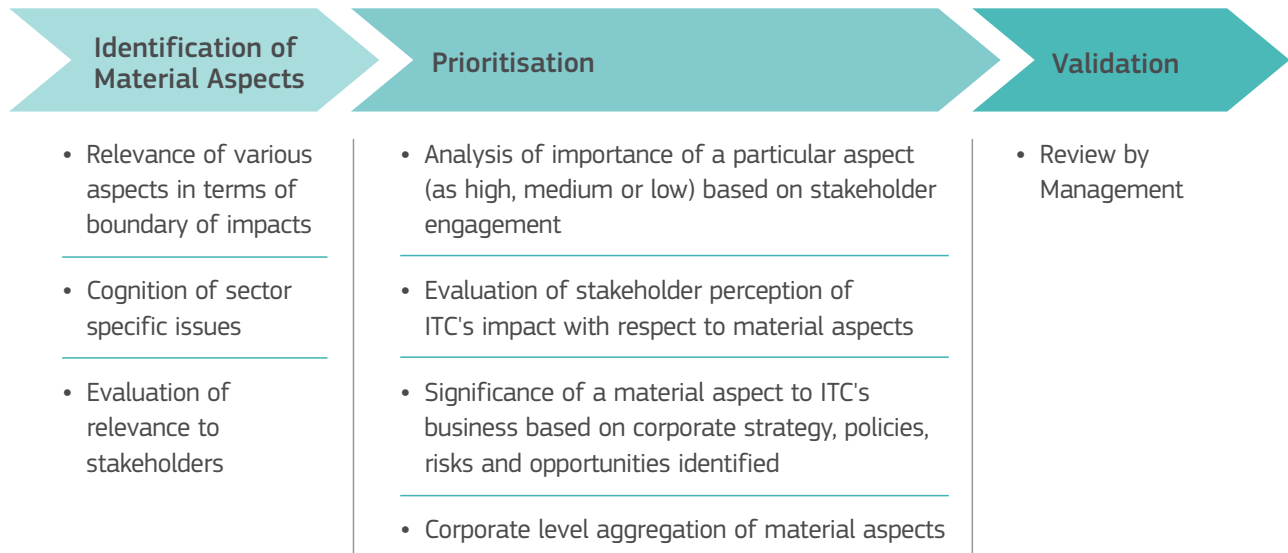 Identification of
Material Aspects
• Relevance of various
aspects in terms of
boundary of impacts
• Cognition of sector
specific issues
• Evaluation of
relevance to
stakeholders
Prioritisation
• Analysis of importance of a particular aspect
(as high, medium or low) based on stakeholder
engagement
• Evaluation of stakeholder perception of
ITC's impact with respect to material aspects
• Significance of a material aspect to ITC's
business based on corporate strategy, policies,
risks and opportunities identified
• Corporate level aggregation of material aspects
Validation
• Review by
Management